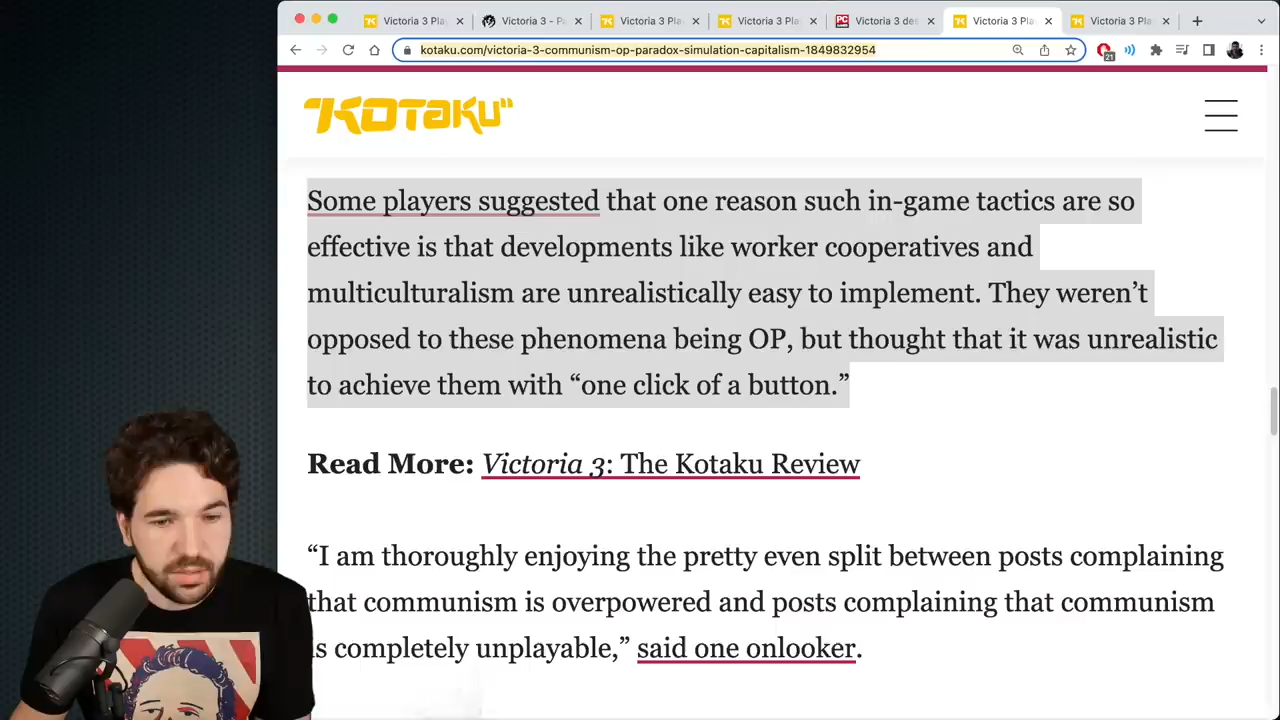 Victoria 3 Pla
Victoria 3 - P
Victoria 3 Pla
Victoria 3 Pla
PC
Victoria 3 de
Victoria 3 Pla
Victoria 3 Pla
kotaku.com/victoria-3-communism-op-paradox-simulation-capitalism-1849832954
21
KOTAKU
Some players suggested that one reason such in-game tactics are so
effective is that developments like worker cooperatives and
multiculturalism are unrealistically easy to implement. They weren’t
opposed to these phenomena being OP, but thought that it was unrealistic
to achieve them with “one click of a button.”
Read More: Victoria 3: The Kotaku Review
“I am thoroughly enjoying the pretty even split between posts complaining
that communism is overpowered and posts complaining that communism
is completely unplayable,” said one onlooker.